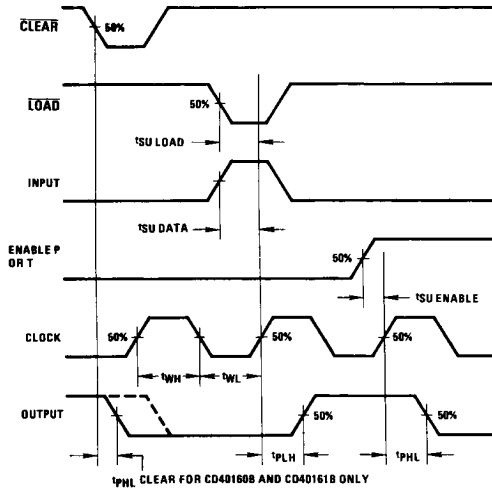 CLEAR
50%
LOAD
50%
tSU LOAD
INPUT
tSU DATA
ENABLE P
OR T
50%
tSU ENABLE
CLOCK
50%
50%
50%
tWH
tWL
OUTPUT
50%
50%
tPLH
tPHL
tPHL CLEAR FOR CD40160B AND CD40161B ONLY